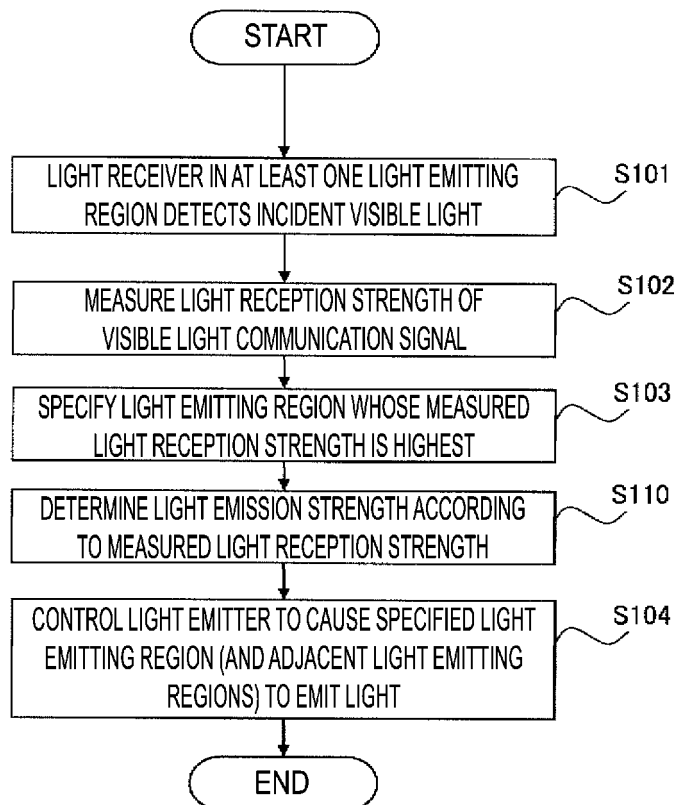 START
LIGHT RECEIVER IN AT LEAST ONE LIGHT EMITTING
REGION DETECTS INCIDENT VISIBLE LIGHT
S101
MEASURE LIGHT RECEPTION STRENGTH OF
VISIBLE LIGHT COMMUNICATION SIGNAL
S102
SPECIFY LIGHT EMITTING REGION WHOSE MEASURED
LIGHT RECEPTION STRENGTH IS HIGHEST
S103
DETERMINE LIGHT EMISSION STRENGTH ACCORDING
TO MEASURED LIGHT RECEPTION STRENGTH
S110
CONTROL LIGHT EMITTER TO CAUSE SPECIFIED LIGHT
EMITTING REGION (AND ADJACENT LIGHT EMITTING
REGIONS) TO EMIT LIGHT
S104
END